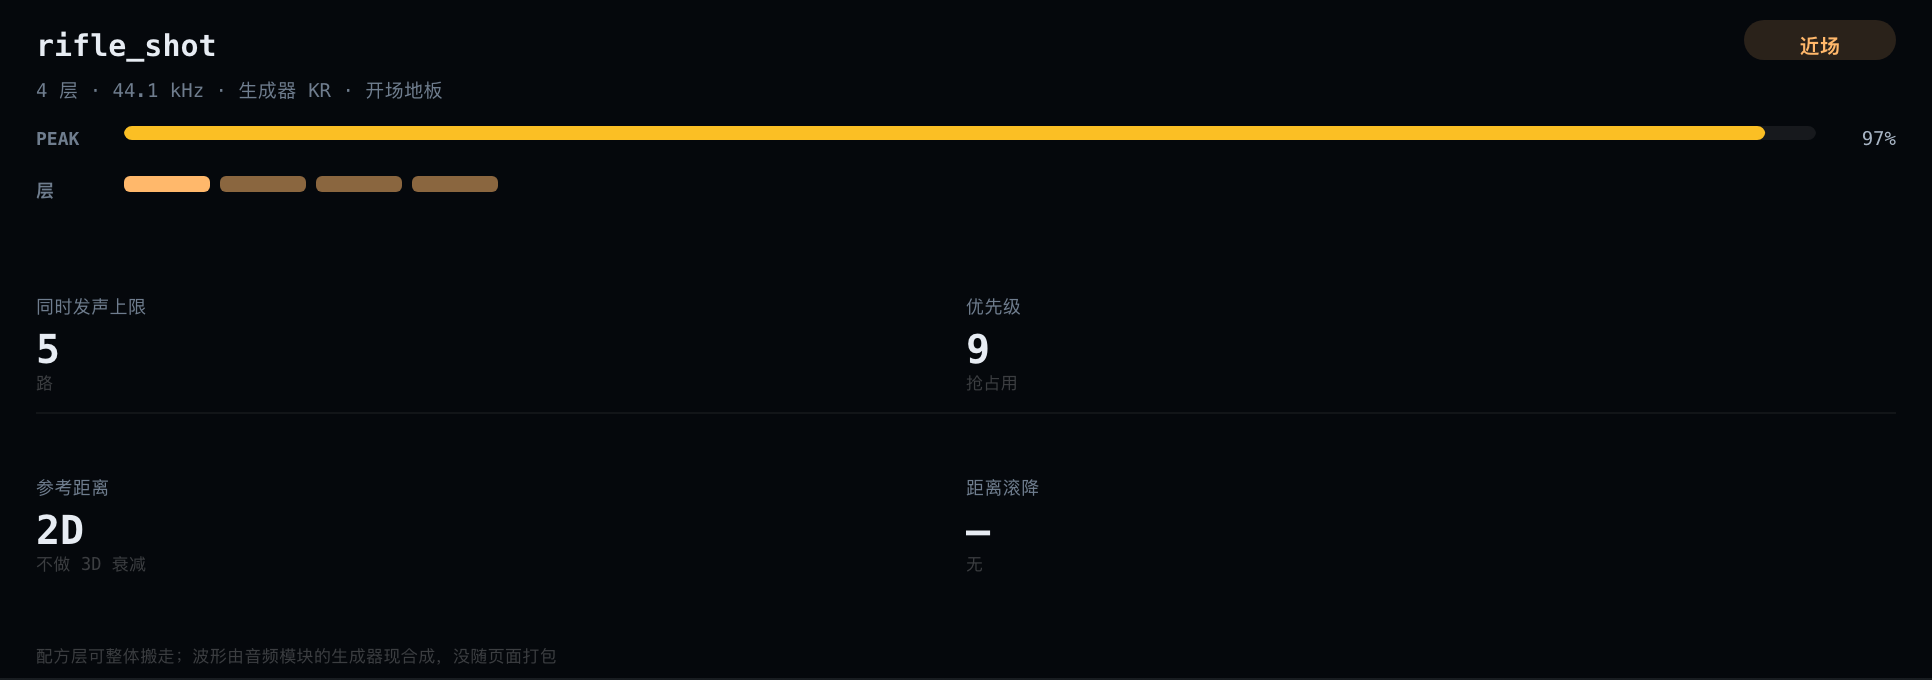 rifle_shot
近场
4 层 · 44.1 kHz · 生成器 KR · 开场地板
PEAK 97%
层
同时发声上限 优先级
5 9
路 抢占用
参考距离 距离滚降
2D —
不做 3D 衰减 无
配方层可整体搬走; 波形由音频模块的生成器现合成, 没随页面打包